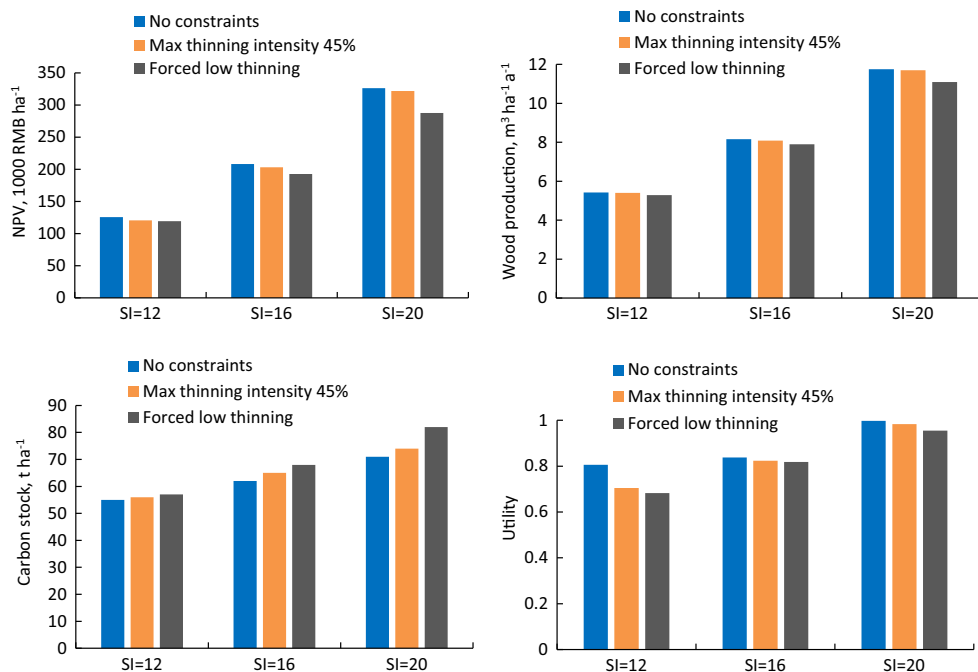 No constraints
Max thinning intensity 45%
Forced low thinning
NPV, 1000 RMB ha⁻¹
350
300
250
200
150
100
50
0
SI=12 SI=16 SI=20
No constraints
Max thinning intensity 45%
Forced low thinning
Wood production, m³ ha⁻¹ a⁻¹
12
10
8
6
4
2
0
SI=12 SI=16 SI=20
No constraints
Max thinning intensity 45%
Forced low thinning
Carbon stock, t ha⁻¹
90
80
70
60
50
40
30
20
10
0
SI=12 SI=16 SI=20
No constraints
Max thinning intensity 45%
Forced low thinning
Utility
1
0.8
0.6
0.4
0.2
0
SI=12 SI=16 SI=20